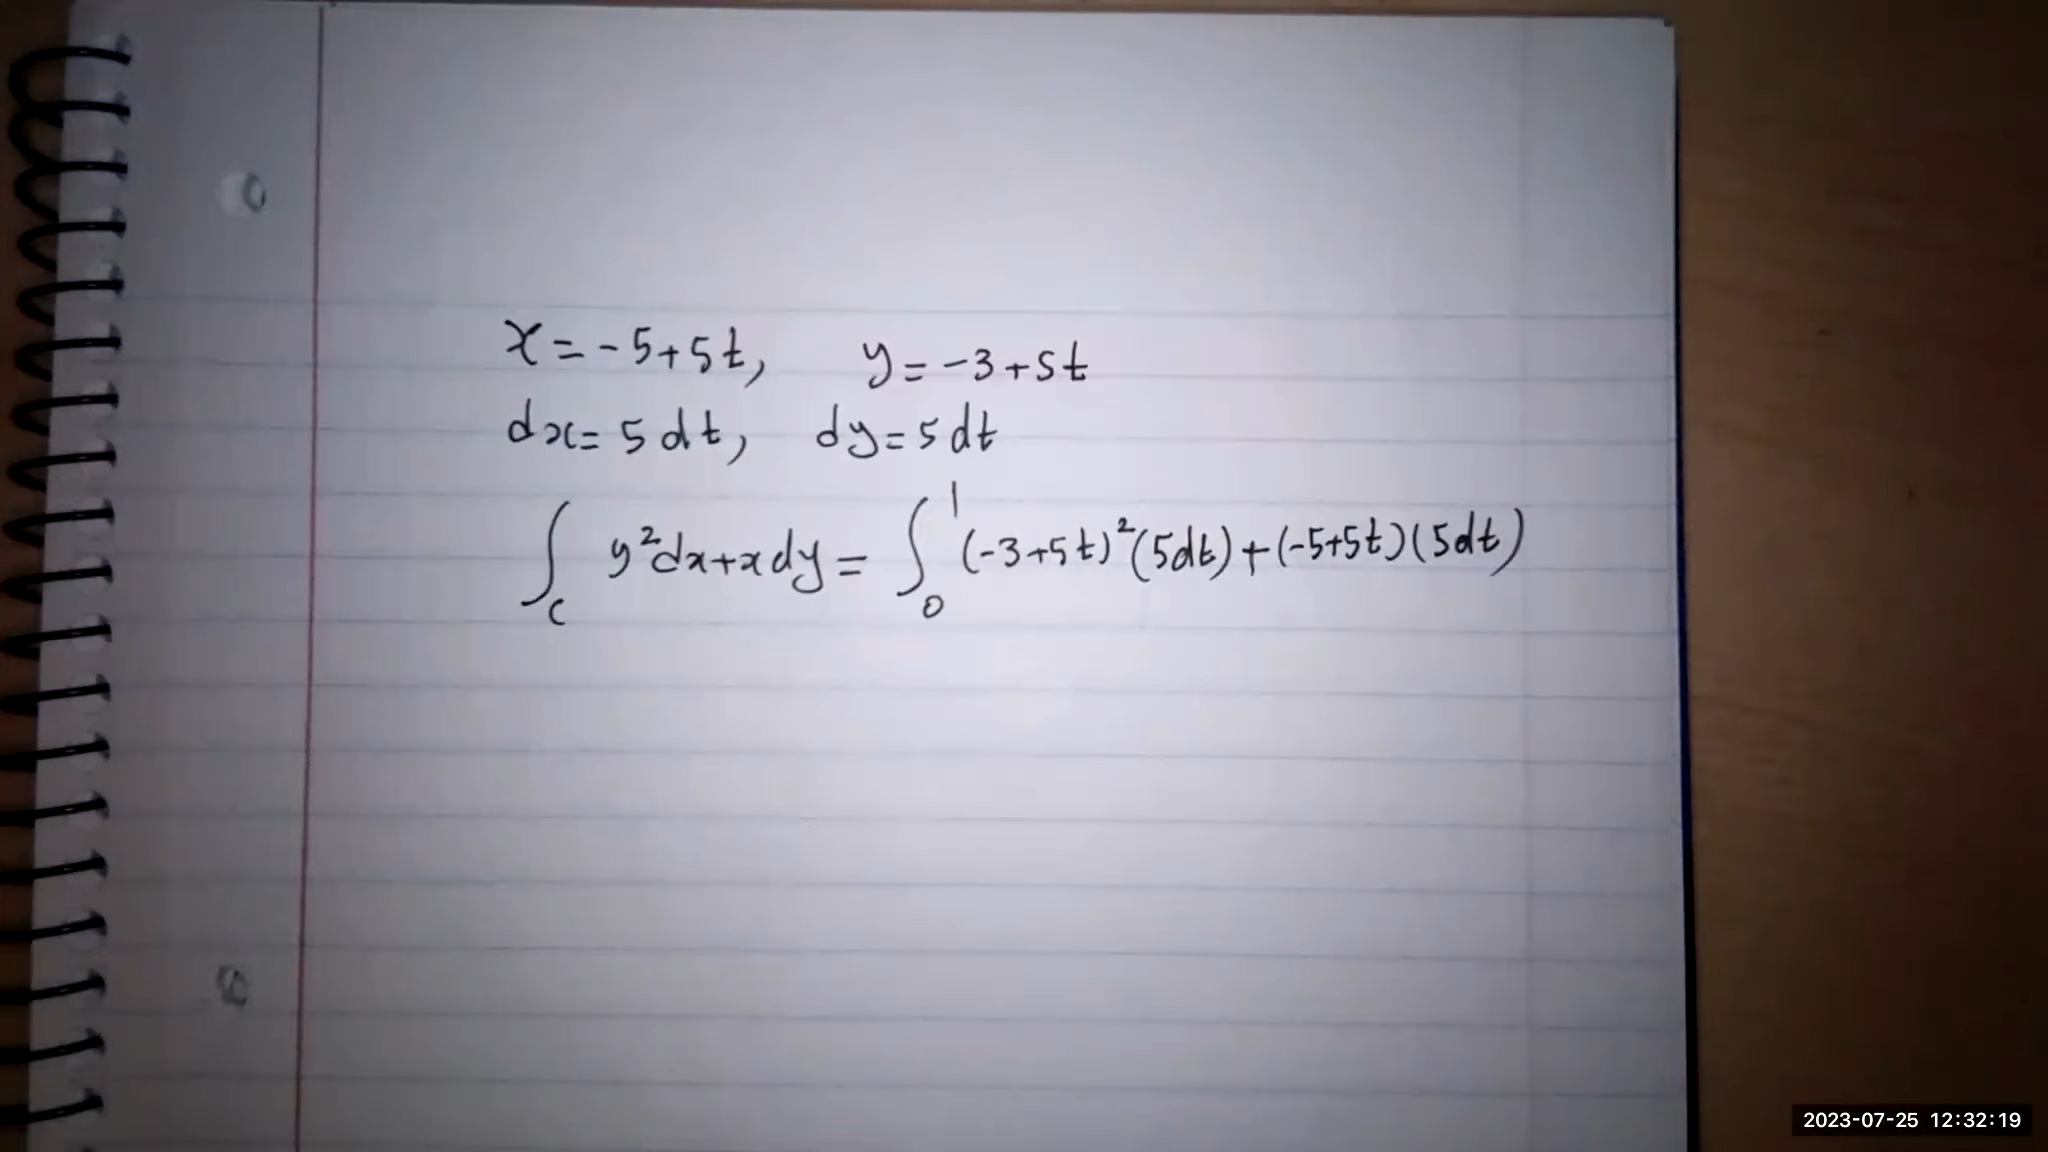 x=-5+5t, y=-3+5t
dx=5dt, dy=5dt
∫_C y²dx+xdy=∫_0^1 (-3+5t)²(5dt)+(-5+5t)(5dt)
2023-07-25 12:32:19